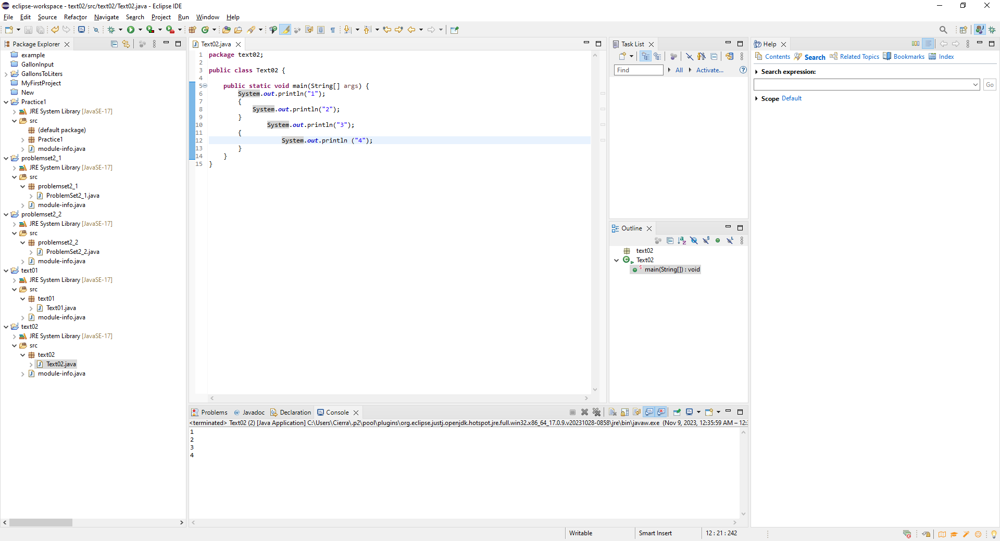 eclipse-workspace - text02/src/text02/Text02.java - Eclipse IDE
File Edit Source Refactor Navigate Search Project Run Window Help
Package Explorer
example
GallonInput
GallonsToLiters
MyFirstProject
New
Practice1
JRE System Library [JavaSE-17]
src
(default package)
Practice1
module-info.java
problemset2_1
JRE System Library [JavaSE-17]
src
problemset2_1
ProblemSet2_1.java
module-info.java
problemset2_2
JRE System Library [JavaSE-17]
src
problemset2_2
ProblemSet2_2.java
module-info.java
text01
JRE System Library [JavaSE-17]
src
text01
Text01.java
module-info.java
text02
JRE System Library [JavaSE-17]
src
text02
Text02.java
module-info.java
Text02.java
1 package text02;
2
3 public class Text02 {
4
5 public static void main(String[] args) {
6 System.out.println("1");
7 {
8 System.out.println("2");
9 }
10 System.out.println("3");
11 {
12 System.out.println ("4");
13 }
14 }
15 }
Task List
Find All Activate...
Outline
text02
Text02
main(String[]) : void
Help
Contents Search Related Topics Bookmarks Index
Search expression:
Go
Scope Default
Problems @ Javadoc Declaration Console
<terminated> Text02 (2) [Java Application] C:\Users\Cierra\.p2\pool\plugins\org.eclipse.justj.openjdk.hotspot.jre.full.win32.x86_64_17.0.9.v20231028-0858\jre\bin\javaw.exe (Nov 9, 2023, 12:35:59 AM – 12:
1
2
3
4
Writable Smart Insert 12 : 21 : 242